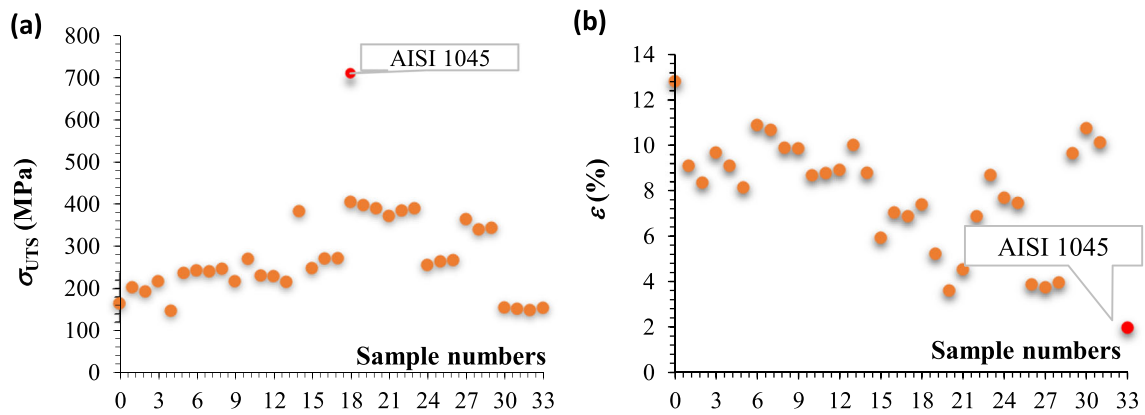 (a)
800
700
600
500
400
300
200
100
0
σUTS (MPa)
AISI 1045
Sample numbers
0 3 6 9 12 15 18 21 24 27 30 33
(b)
14
12
10
8
6
4
2
0
ε (%)
AISI 1045
Sample numbers
0 3 6 9 12 15 18 21 24 27 30 33